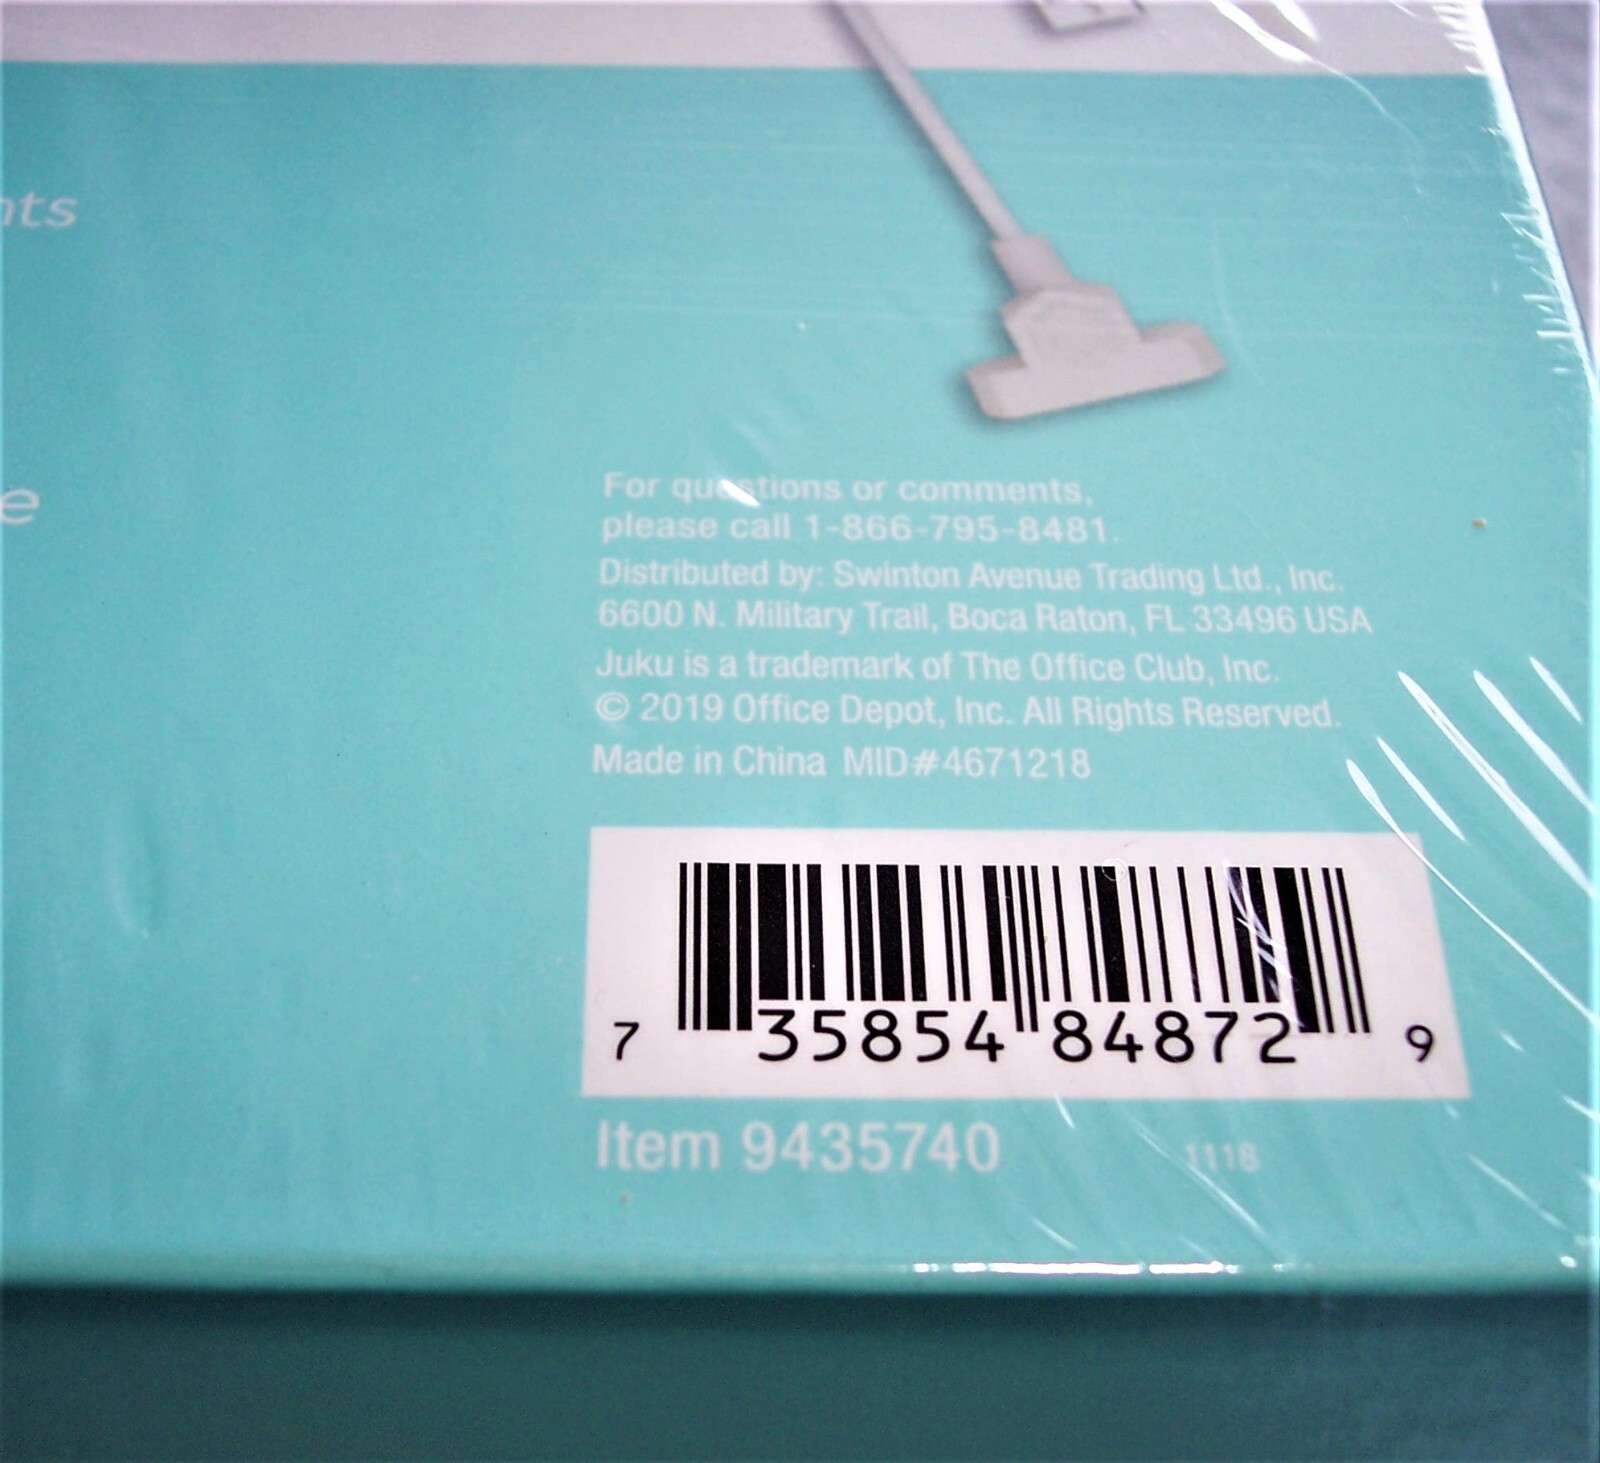 nts
e
For questions or comments,
please call 1-866-795-8481.
Distributed by: Swinton Avenue Trading Ltd., Inc.
6600 N. Military Trail, Boca Raton, FL 33496 USA
Juku is a trademark of The Office Club, Inc.
© 2019 Office Depot, Inc. All Rights Reserved.
Made in China MID#4671218
7 35854 84872 9
Item 9435740 1118